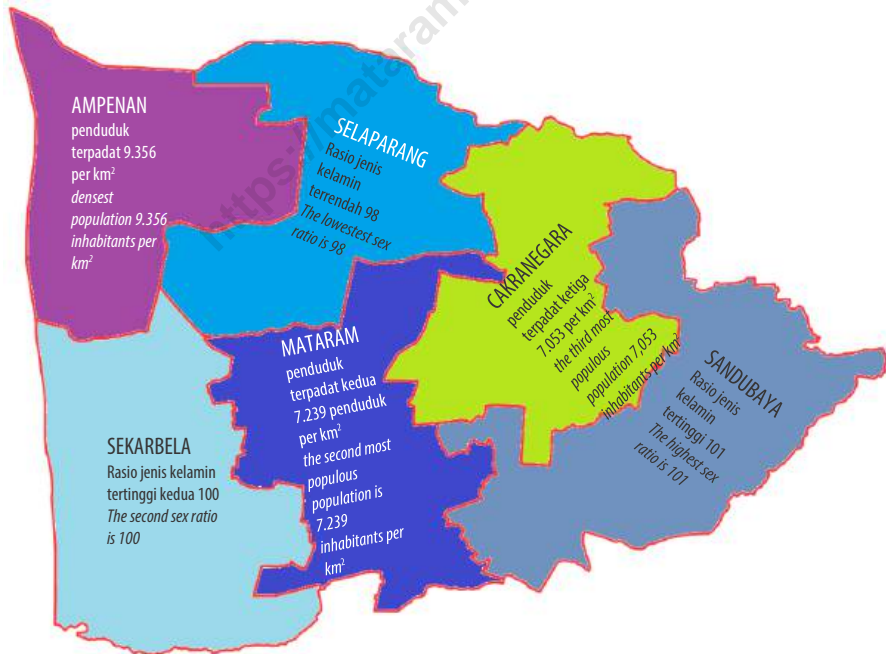 https://mataram
AMPENAN
penduduk
terpadat 9.356
per km²
densest
population 9.356
inhabitants per
km²
SELAPARANG
Rasio jenis
kelamin
terrendah 98
The lowestest sex
ratio is 98
CAKRANEGARA
penduduk
terpadat ketiga
7.053 per km²
the third most
populous
population 7,053
inhabitants per km²
MATARAM
penduduk
terpadat kedua
7.239 penduduk
per km²
the second most
populous
population is
7.239
inhabitants per
km²
SANDUBAYA
Rasio jenis
kelamin
tertinggi 101
The highest sex
ratio is 101
SEKARBELA
Rasio jenis kelamin
tertinggi kedua 100
The second sex ratio
is 100